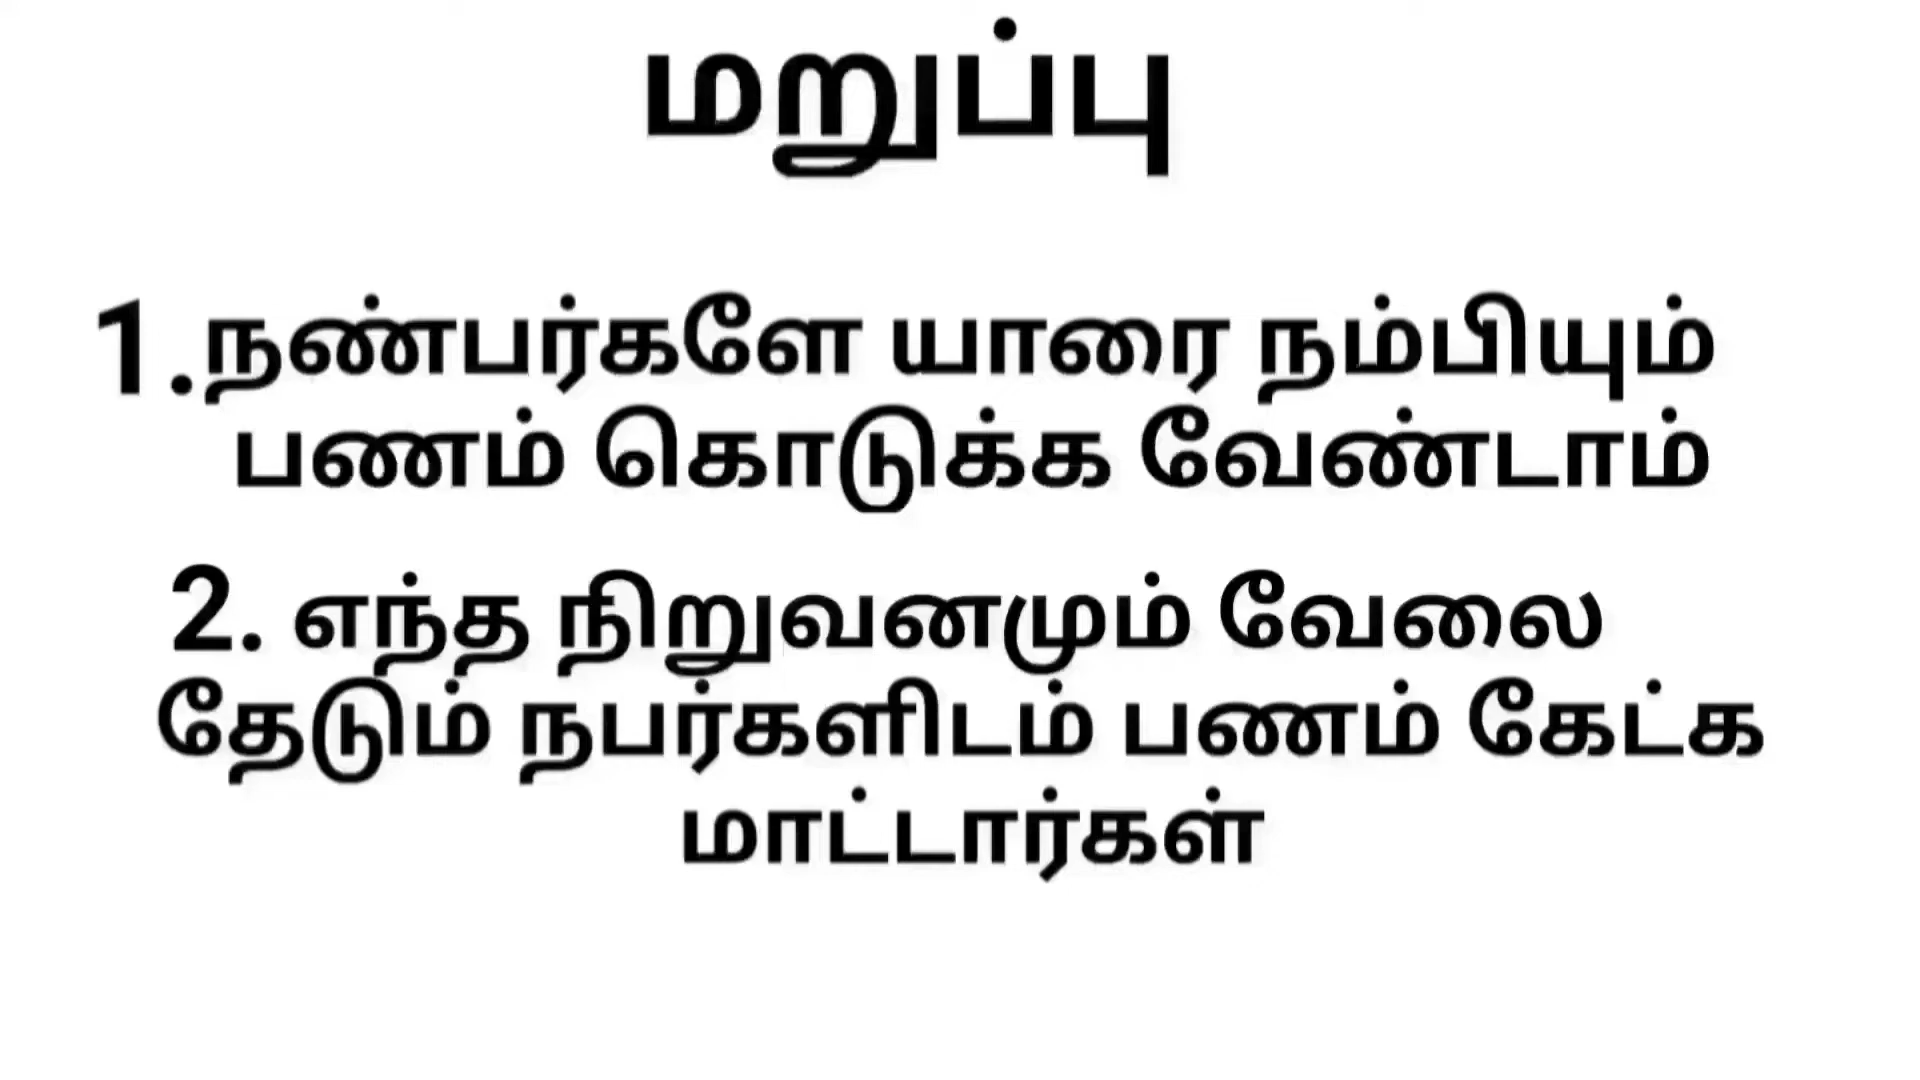 மறுப்பு
1.நண்பர்களே யாரை நம்பியும்
பணம் கொடுக்க வேண்டாம்
2. எந்த நிறுவனமும் வேலை
தேடும் நபர்களிடம் பணம் கேட்க
மாட்டார்கள்